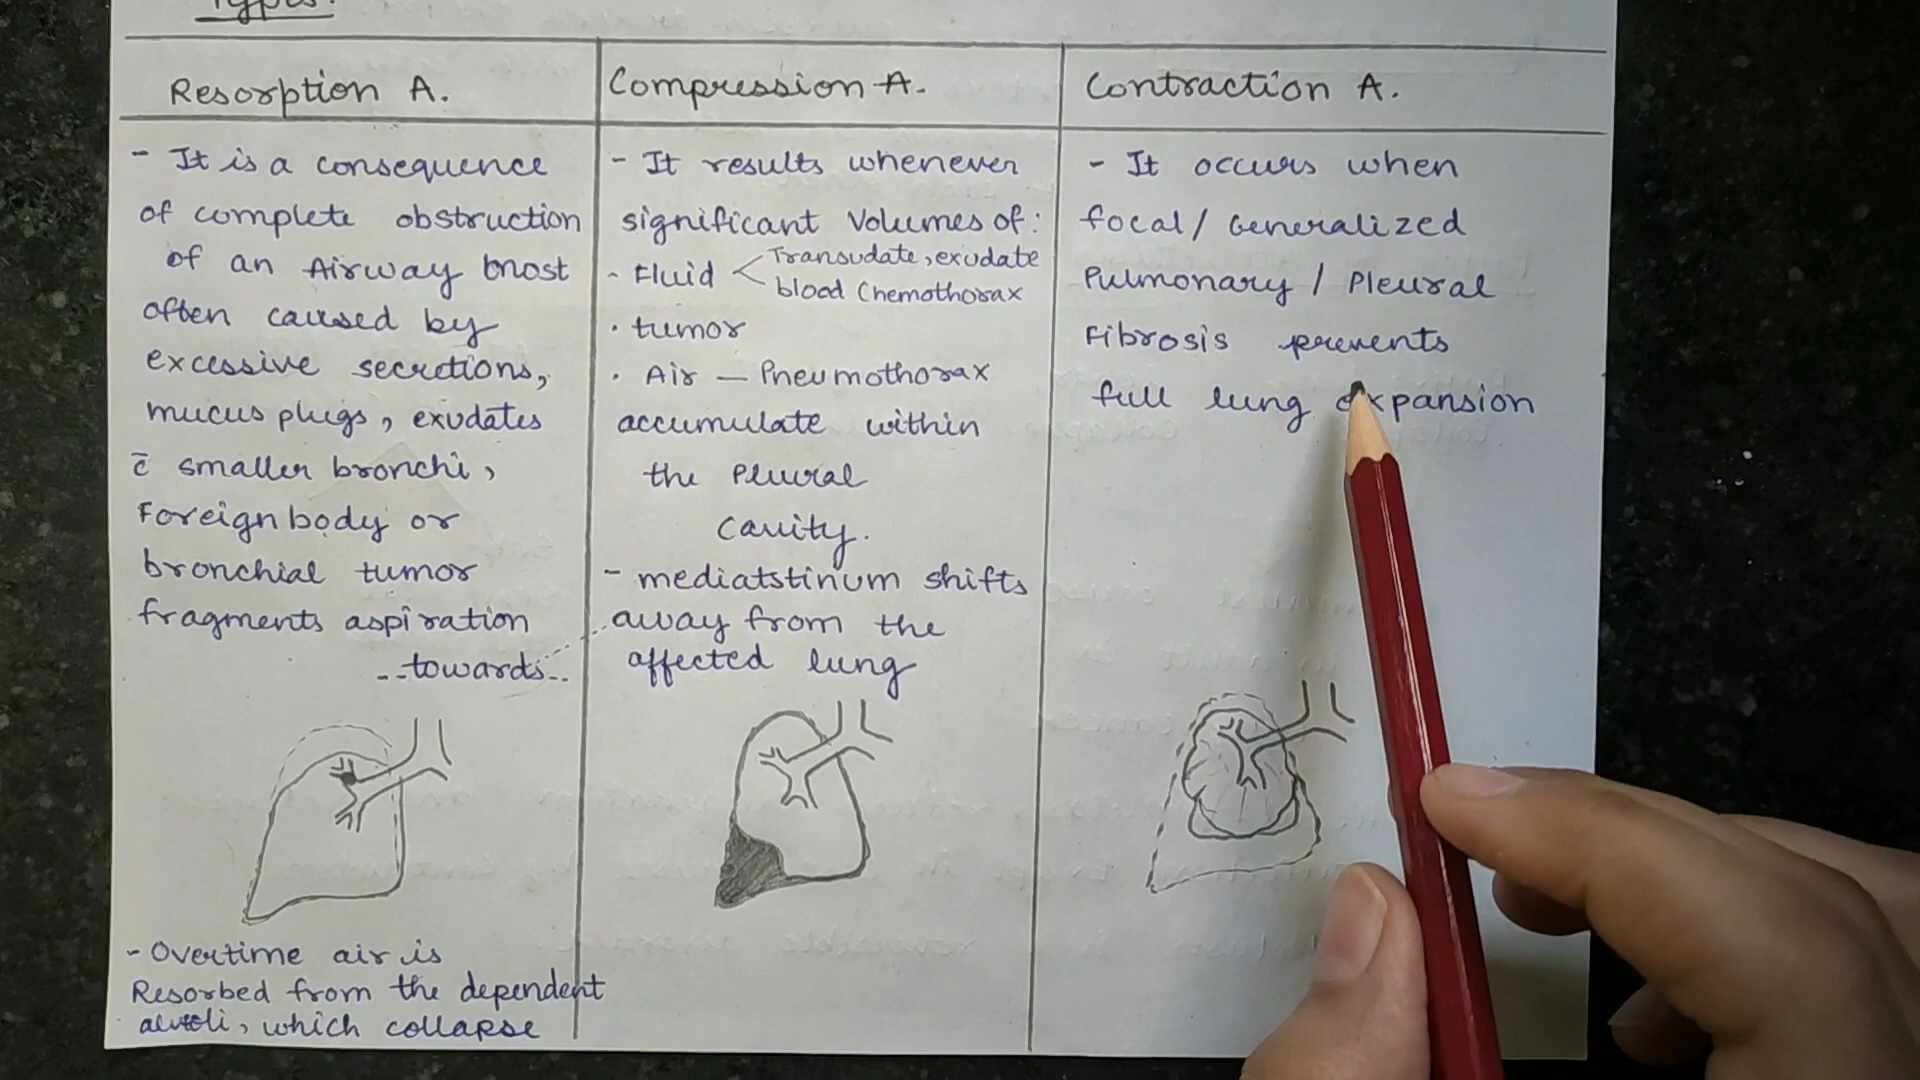 Types:
Resorption A.
- It is a consequence
of complete obstruction
of an Airway most
often caused by
excessive secretions,
mucus plugs, exudates
c̄ smaller bronchi,
Foreign body or
bronchial tumor
fragments aspiration
...towards...
- Overtime air is
Resorbed from the dependent
alveoli, which collapse
Compression A.
- It results whenever
significant Volumes of:
- Fluid < Transudate, exudate
blood Chemothorax
· tumor
· Air — Pneumothorax
accumulate within
the Plural
Cavity.
- mediatstinum shifts
away from the
affected lung
Contraction A.
- It occurs when
focal / Generalized
Pulmonary / Pleural
Fibrosis prevents
full lung expansion